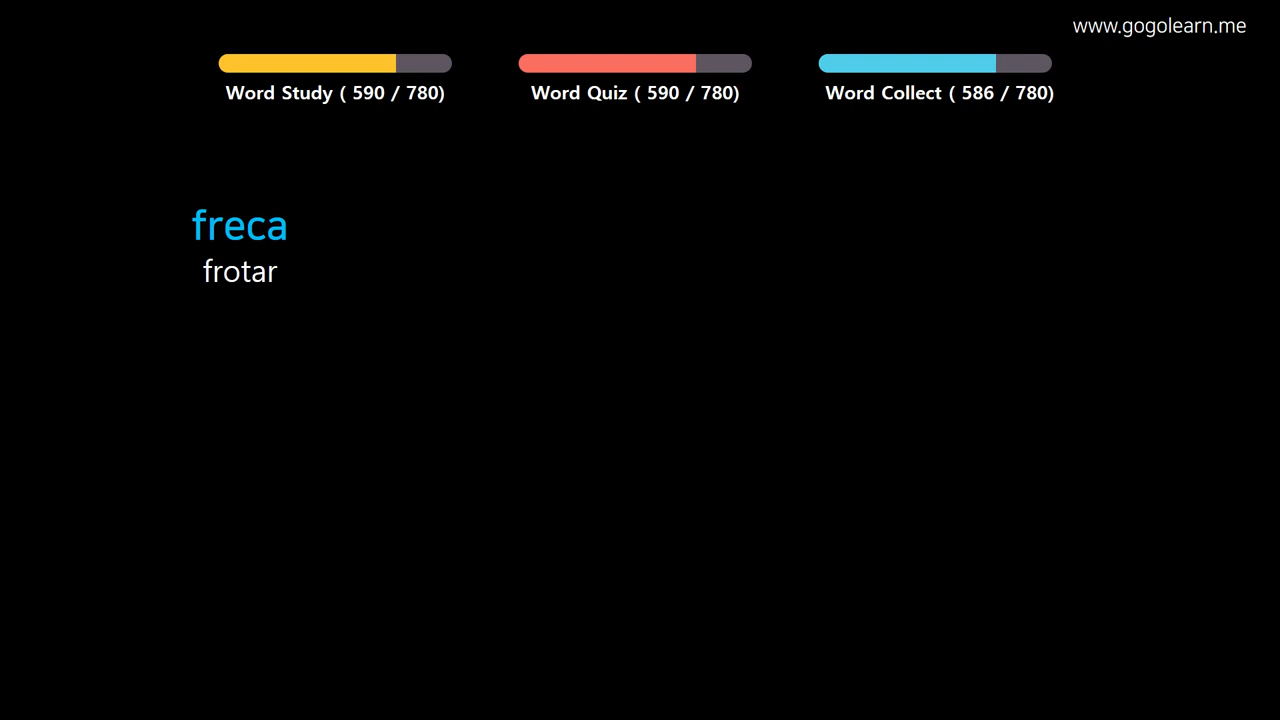 www.gogolearn.me
Word Study ( 590 / 780)
Word Quiz ( 590 / 780)
Word Collect ( 586 / 780)
freca
frotar